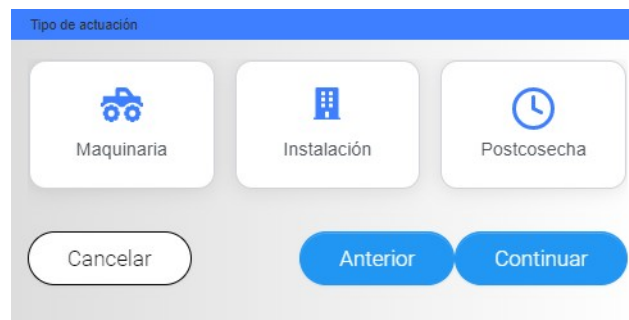 Tipo de actuación
Maquinaria Instalación Postcosecha
Cancelar Anterior Continuar